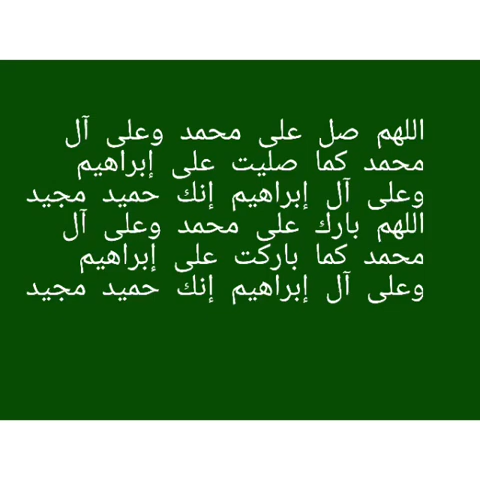 اللهم صل على محمد وعلى آل
محمد كما صليت على إبراهيم
وعلى آل إبراهيم إنك حميد مجيد
اللهم بارك على محمد وعلى آل
محمد كما باركت على إبراهيم
وعلى آل إبراهيم إنك حميد مجيد